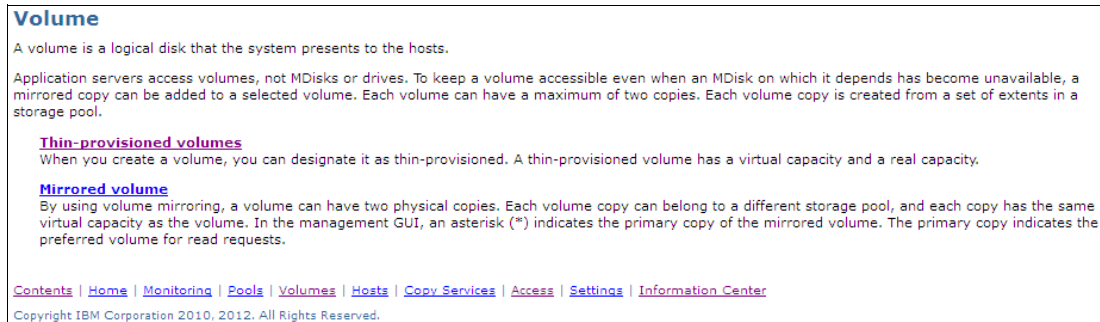 Volume
A volume is a logical disk that the system presents to the hosts.
Application servers access volumes, not MDisks or drives. To keep a volume accessible even when an MDisk on which it depends has become unavailable, a
mirrored copy can be added to a selected volume. Each volume can have a maximum of two copies. Each volume copy is created from a set of extents in a
storage pool.
Thin-provisioned volumes
When you create a volume, you can designate it as thin-provisioned. A thin-provisioned volume has a virtual capacity and a real capacity.
Mirrored volume
By using volume mirroring, a volume can have two physical copies. Each volume copy can belong to a different storage pool, and each copy has the same
virtual capacity as the volume. In the management GUI, an asterisk (*) indicates the primary copy of the mirrored volume. The primary copy indicates the
preferred volume for read requests.
Contents | Home | Monitoring | Pools | Volumes | Hosts | Copy Services | Access | Settings | Information Center
Copyright IBM Corporation 2010, 2012. All Rights Reserved.